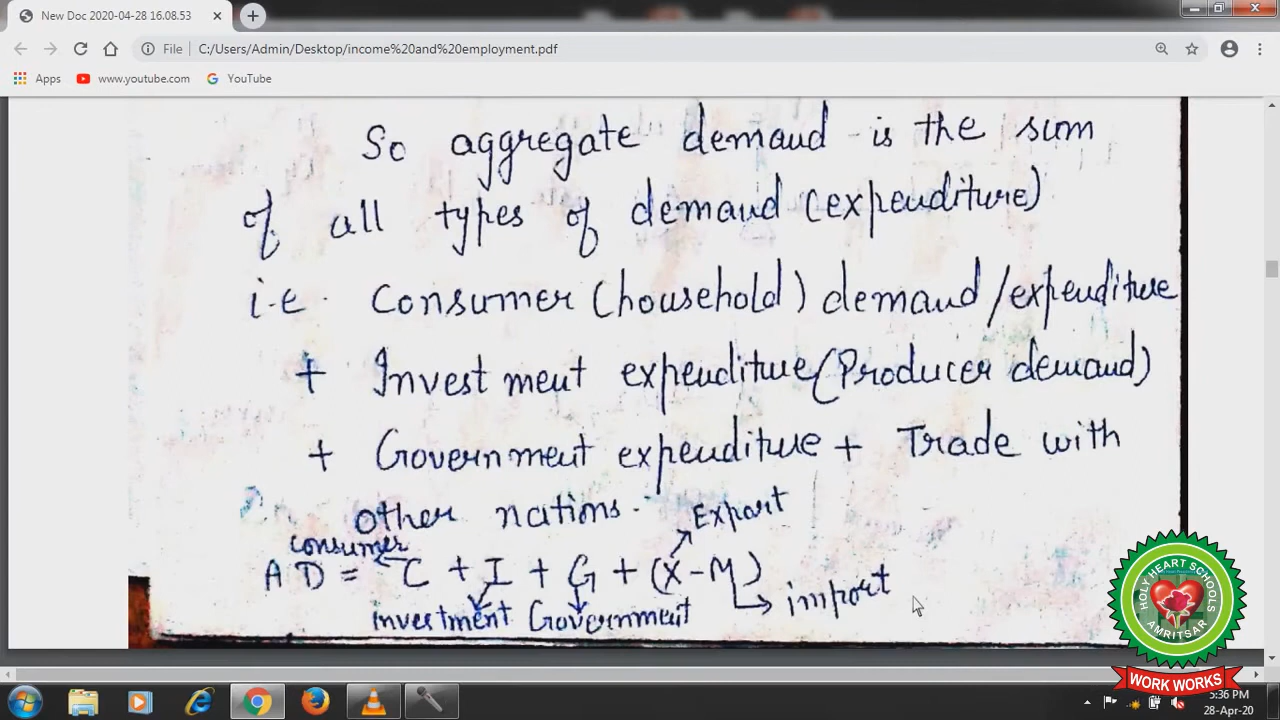 New Doc 2020-04-28 16.08.53
File C:/Users/Admin/Desktop/income%20and%20employment.pdf
Apps www.youtube.com YouTube
So aggregate demand is the sum
of all types of demand (expenditure)
i.e. Consumer (household) demand/expenditure
+ Investment expenditure (Producer demand)
+ Government expenditure + Trade with
other nations.
Export
consumer
AD = C + I + G + (X-M)
import
investment Government
HOLY HEART SCHOOLS
AMRITSAR
WORK WORKS
5:36 PM
28-Apr-20